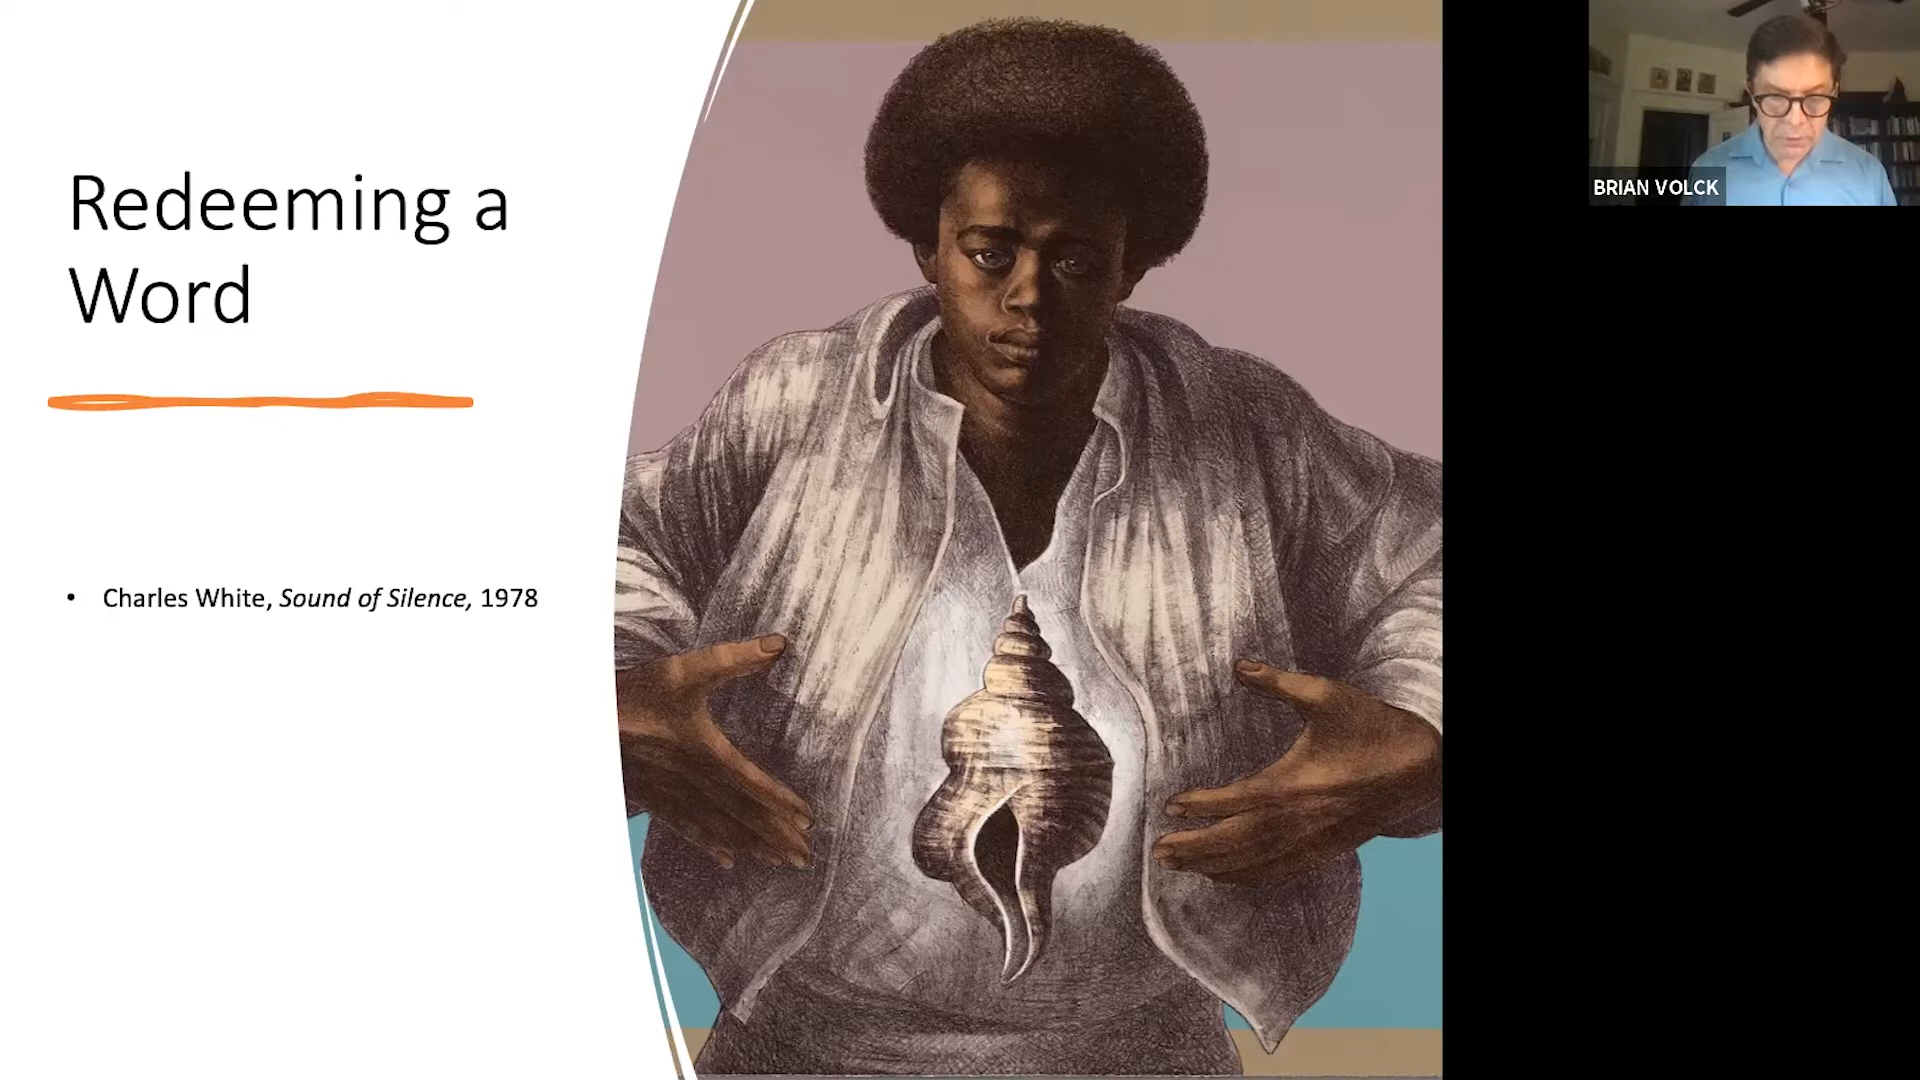 Redeeming a
Word
• Charles White, Sound of Silence, 1978
BRIAN VOLCK